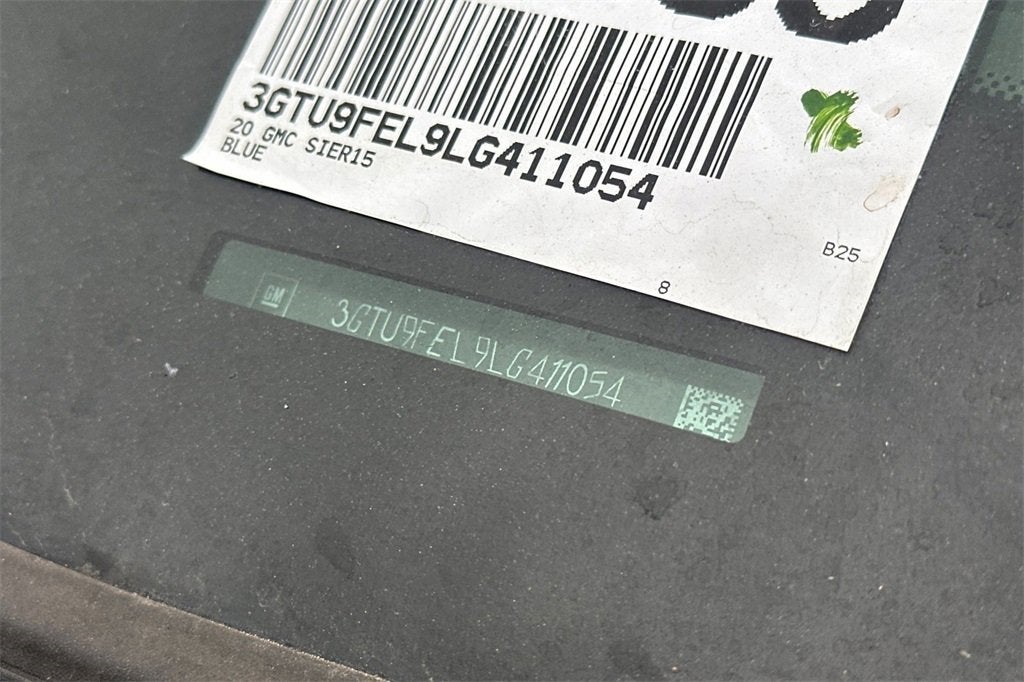 3GTU9FEL9LG411054
20 GMC SIER15
BLUE
B25
8
GM 3GTU9FEL9LG411054